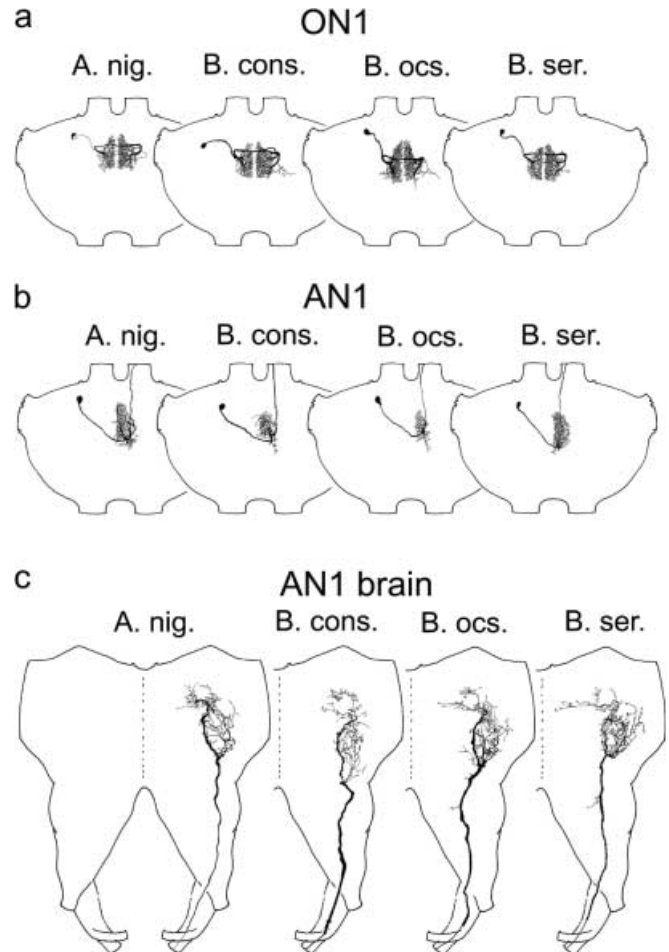 a
ON1
A. nig. B. cons. B. ocs. B. ser.
b
AN1
A. nig. B. cons. B. ocs. B. ser.
c
AN1 brain
A. nig. B. cons. B. ocs. B. ser.